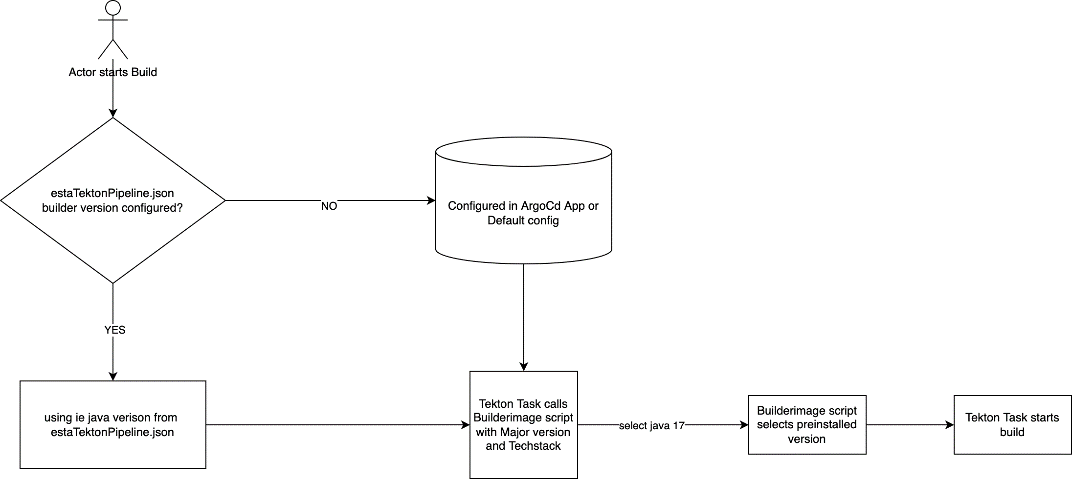 Actor starts Build
estaTektonPipeline.json
builder version configured?
NO
Configured in ArgoCd App or
Default config
YES
using ie java verison from
estaTektonPipeline.json
Tekton Task calls
Builderimage script
with Major version
and Techstack
select java 17
Builderimage script
selects preinstalled
version
Tekton Task starts
build